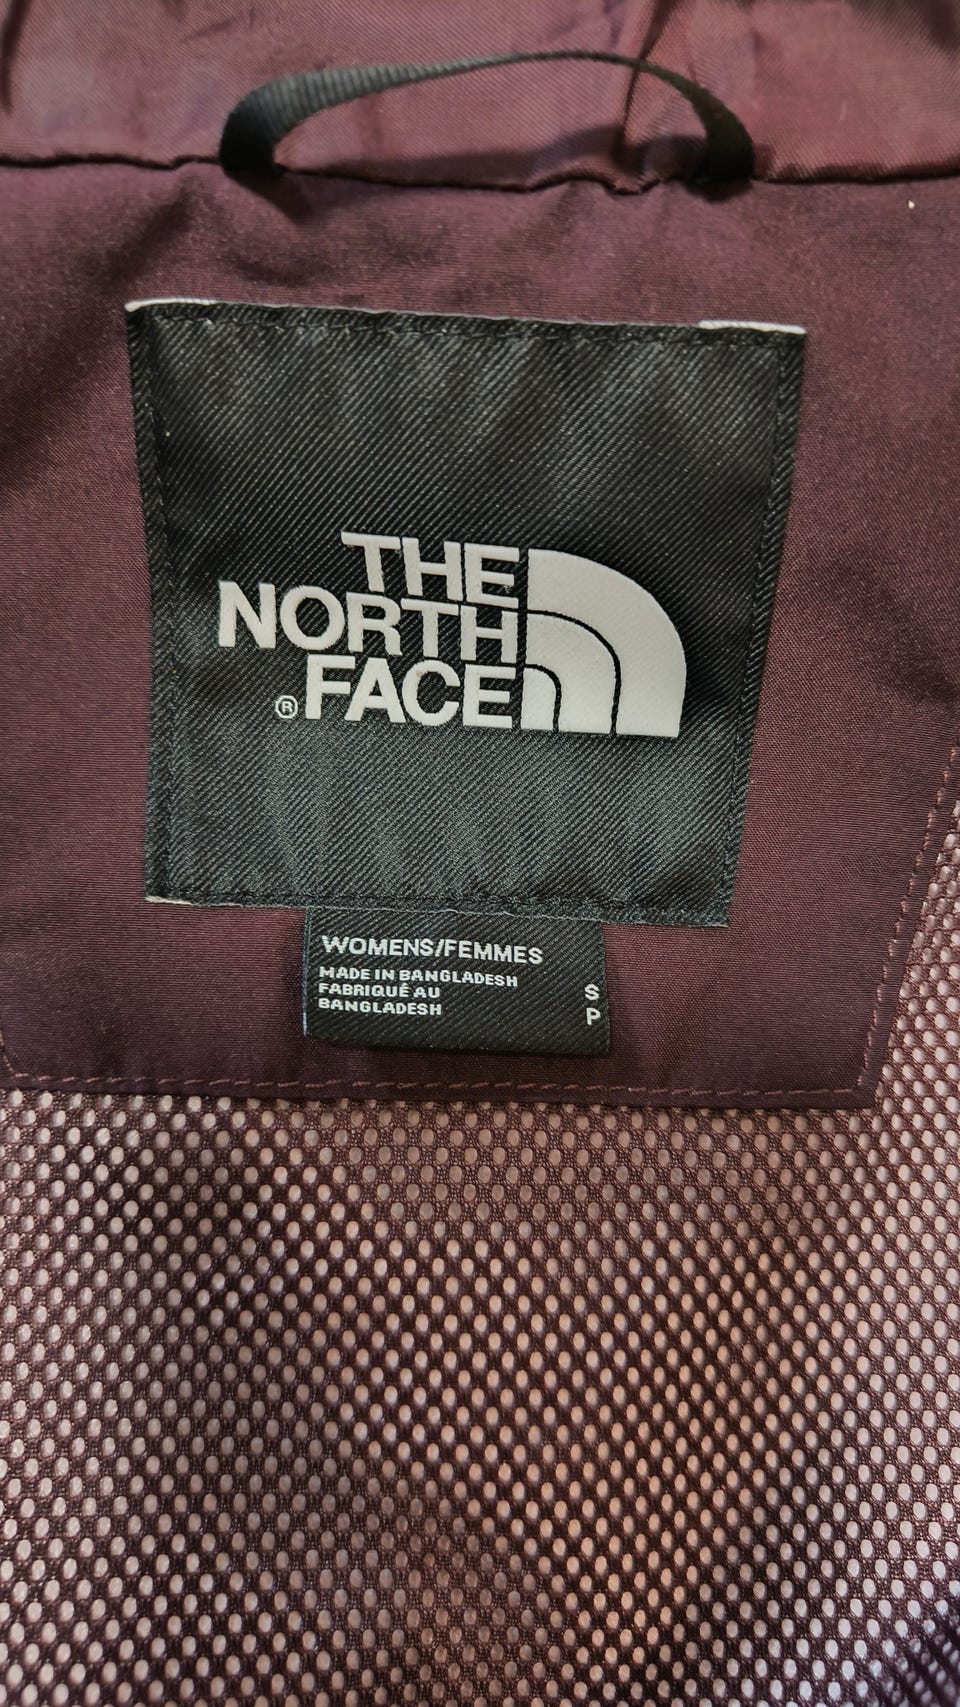 THE
NORTH
FACE
®
WOMENS/FEMMES
MADE IN BANGLADESH
FABRIQUÉ AU
BANGLADESH
S
P